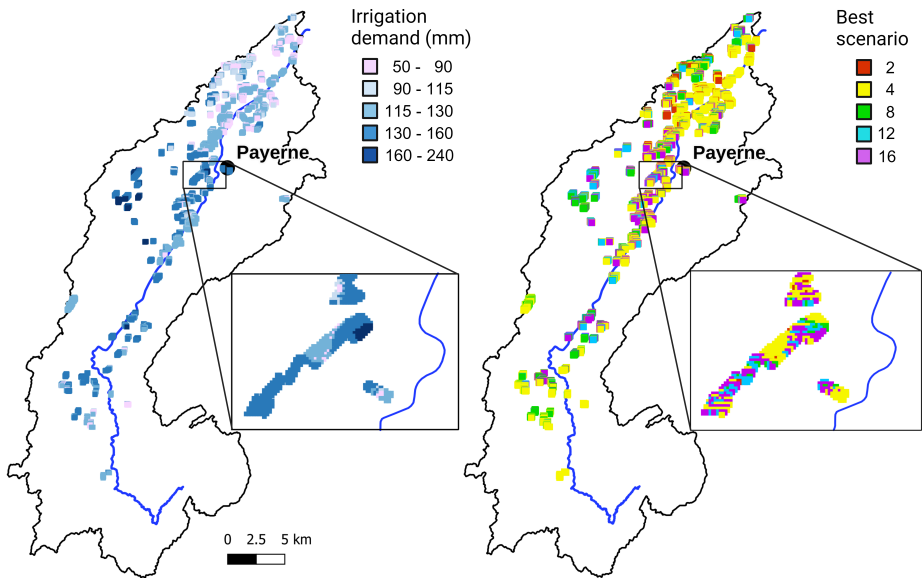 Irrigation
demand (mm)
50 - 90
90 - 115
115 - 130
130 - 160
160 - 240
Payerne
0 2.5 5 km
Best
scenario
2
4
8
12
16
Payerne